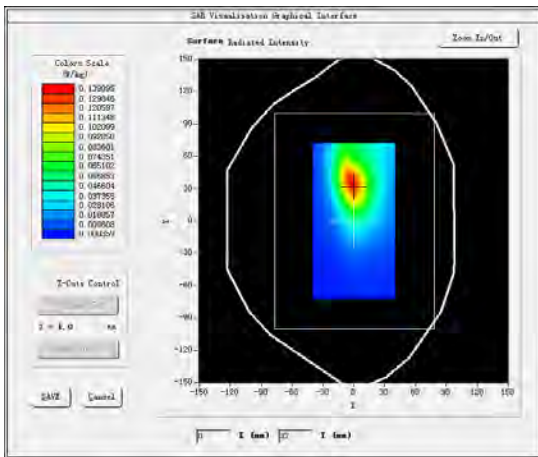 SAR Visualisation Graphical Interface
Surface Radiated Intensity
Zoom In/Out
Colors Scale
(W/kg)
0.139095
0.129846
0.120597
0.111348
0.102099
0.092850
0.083601
0.074351
0.065102
0.055853
0.046604
0.037355
0.028106
0.018857
0.009608
0.000359
150
120
90
60
30
0
-30
-60
-90
-120
-150
Y
-150 -120 -90 -60 -30 0 30 60 90 120 150
X
Z-Cuts Control
mm
SAVE
Cancel
0 X (mm) Y (mm)